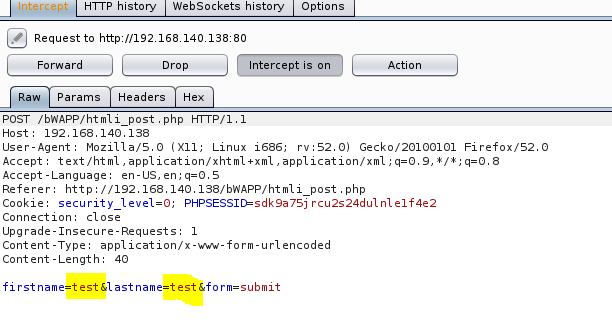 Intercept HTTP history WebSockets history Options
Request to http://192.168.140.138:80
Forward Drop Intercept is on Action
Raw Params Headers Hex
POST /bWAPP/htmli_post.php HTTP/1.1
Host: 192.168.140.138
User-Agent: Mozilla/5.0 (X11; Linux i686; rv:52.0) Gecko/20100101 Firefox/52.0
Accept: text/html,application/xhtml+xml,application/xml;q=0.9,*/*;q=0.8
Accept-Language: en-US,en;q=0.5
Referer: http://192.168.140.138/bWAPP/htmli_post.php
Cookie: security_level=0; PHPSESSID=sdk9a75jrcu2s24dulnle1f4e2
Connection: close
Upgrade-Insecure-Requests: 1
Content-Type: application/x-www-form-urlencoded
Content-Length: 40
firstname=test&lastname=test&form=submit